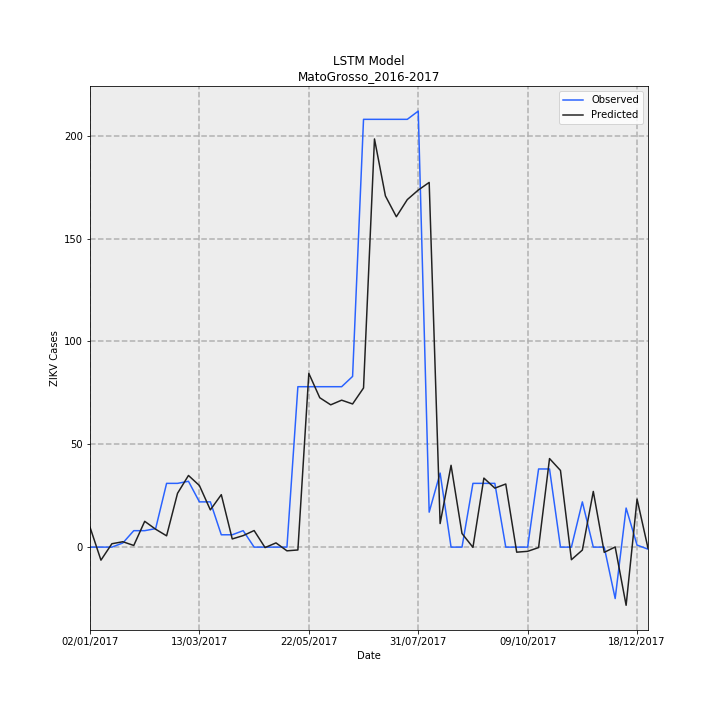 LSTM Model
MatoGrosso_2016-2017
Observed
Predicted
200
150
100
50
0
ZIKV Cases
02/01/2017 13/03/2017 22/05/2017 31/07/2017 09/10/2017 18/12/2017
Date